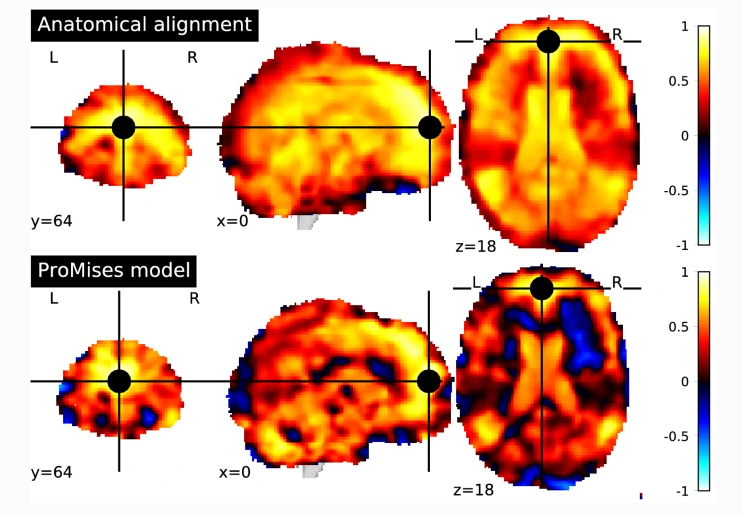 Anatomical alignment
L R
L R
y=64
x=0
z=18
1
0.5
0
-0.5
-1
ProMises model
L R
L R
y=64
x=0
z=18
1
0.5
0
-0.5
-1